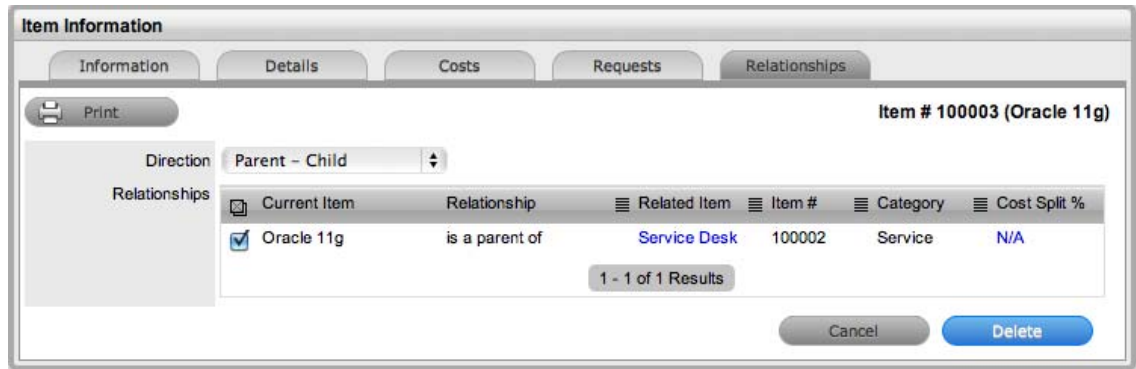 Item Information
Information Details Costs Requests Relationships
Print Item # 100003 (Oracle 11g)
Direction Parent – Child
Relationships
Current Item Relationship Related Item Item # Category Cost Split %
Oracle 11g is a parent of Service Desk 100002 Service N/A
1 - 1 of 1 Results
Cancel Delete